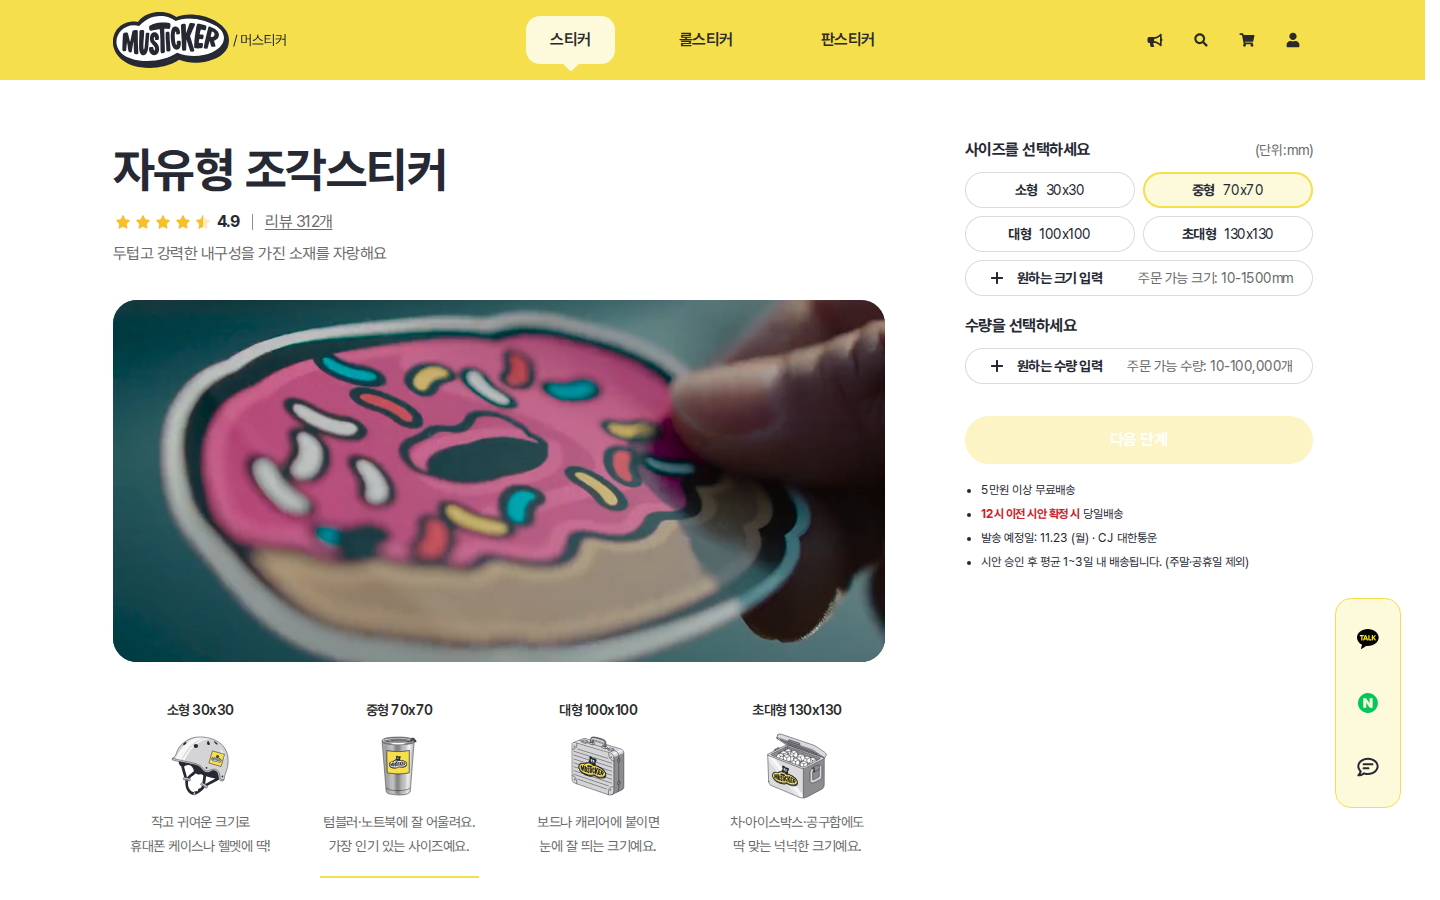 MUSTICKER / 머스티커
스티커
롤스티커
판스티커
자유형 조각스티커
4.9 | 리뷰 312개
두텁고 강력한 내구성을 가진 소재를 자랑해요
사이즈를 선택하세요 (단위:mm)
소형 30x30
중형 70x70
대형 100x100
초대형 130x130
원하는 크기 입력 주문 가능 크기: 10-1500mm
수량을 선택하세요
원하는 수량 입력 주문 가능 수량: 10-100,000개
다음 단계
5만원 이상 무료배송
12시 이전 시안 확정 시 당일배송
발송 예정일: 11.23 (월) · CJ 대한통운
시안 승인 후 평균 1~3일 내 배송됩니다. (주말·공휴일 제외)
TALK
N
소형 30x30
작고 귀여운 크기로
휴대폰 케이스나 헬멧에 딱!
중형 70x70
MUSTICKER
텀블러·노트북에 잘 어울려요.
가장 인기 있는 사이즈예요.
대형 100x100
MUSTICKER
보드나 캐리어에 붙이면
눈에 잘 띄는 크기예요.
초대형 130x130
MUSTICKER
차·아이스박스·공구함에도
딱 맞는 넉넉한 크기예요.